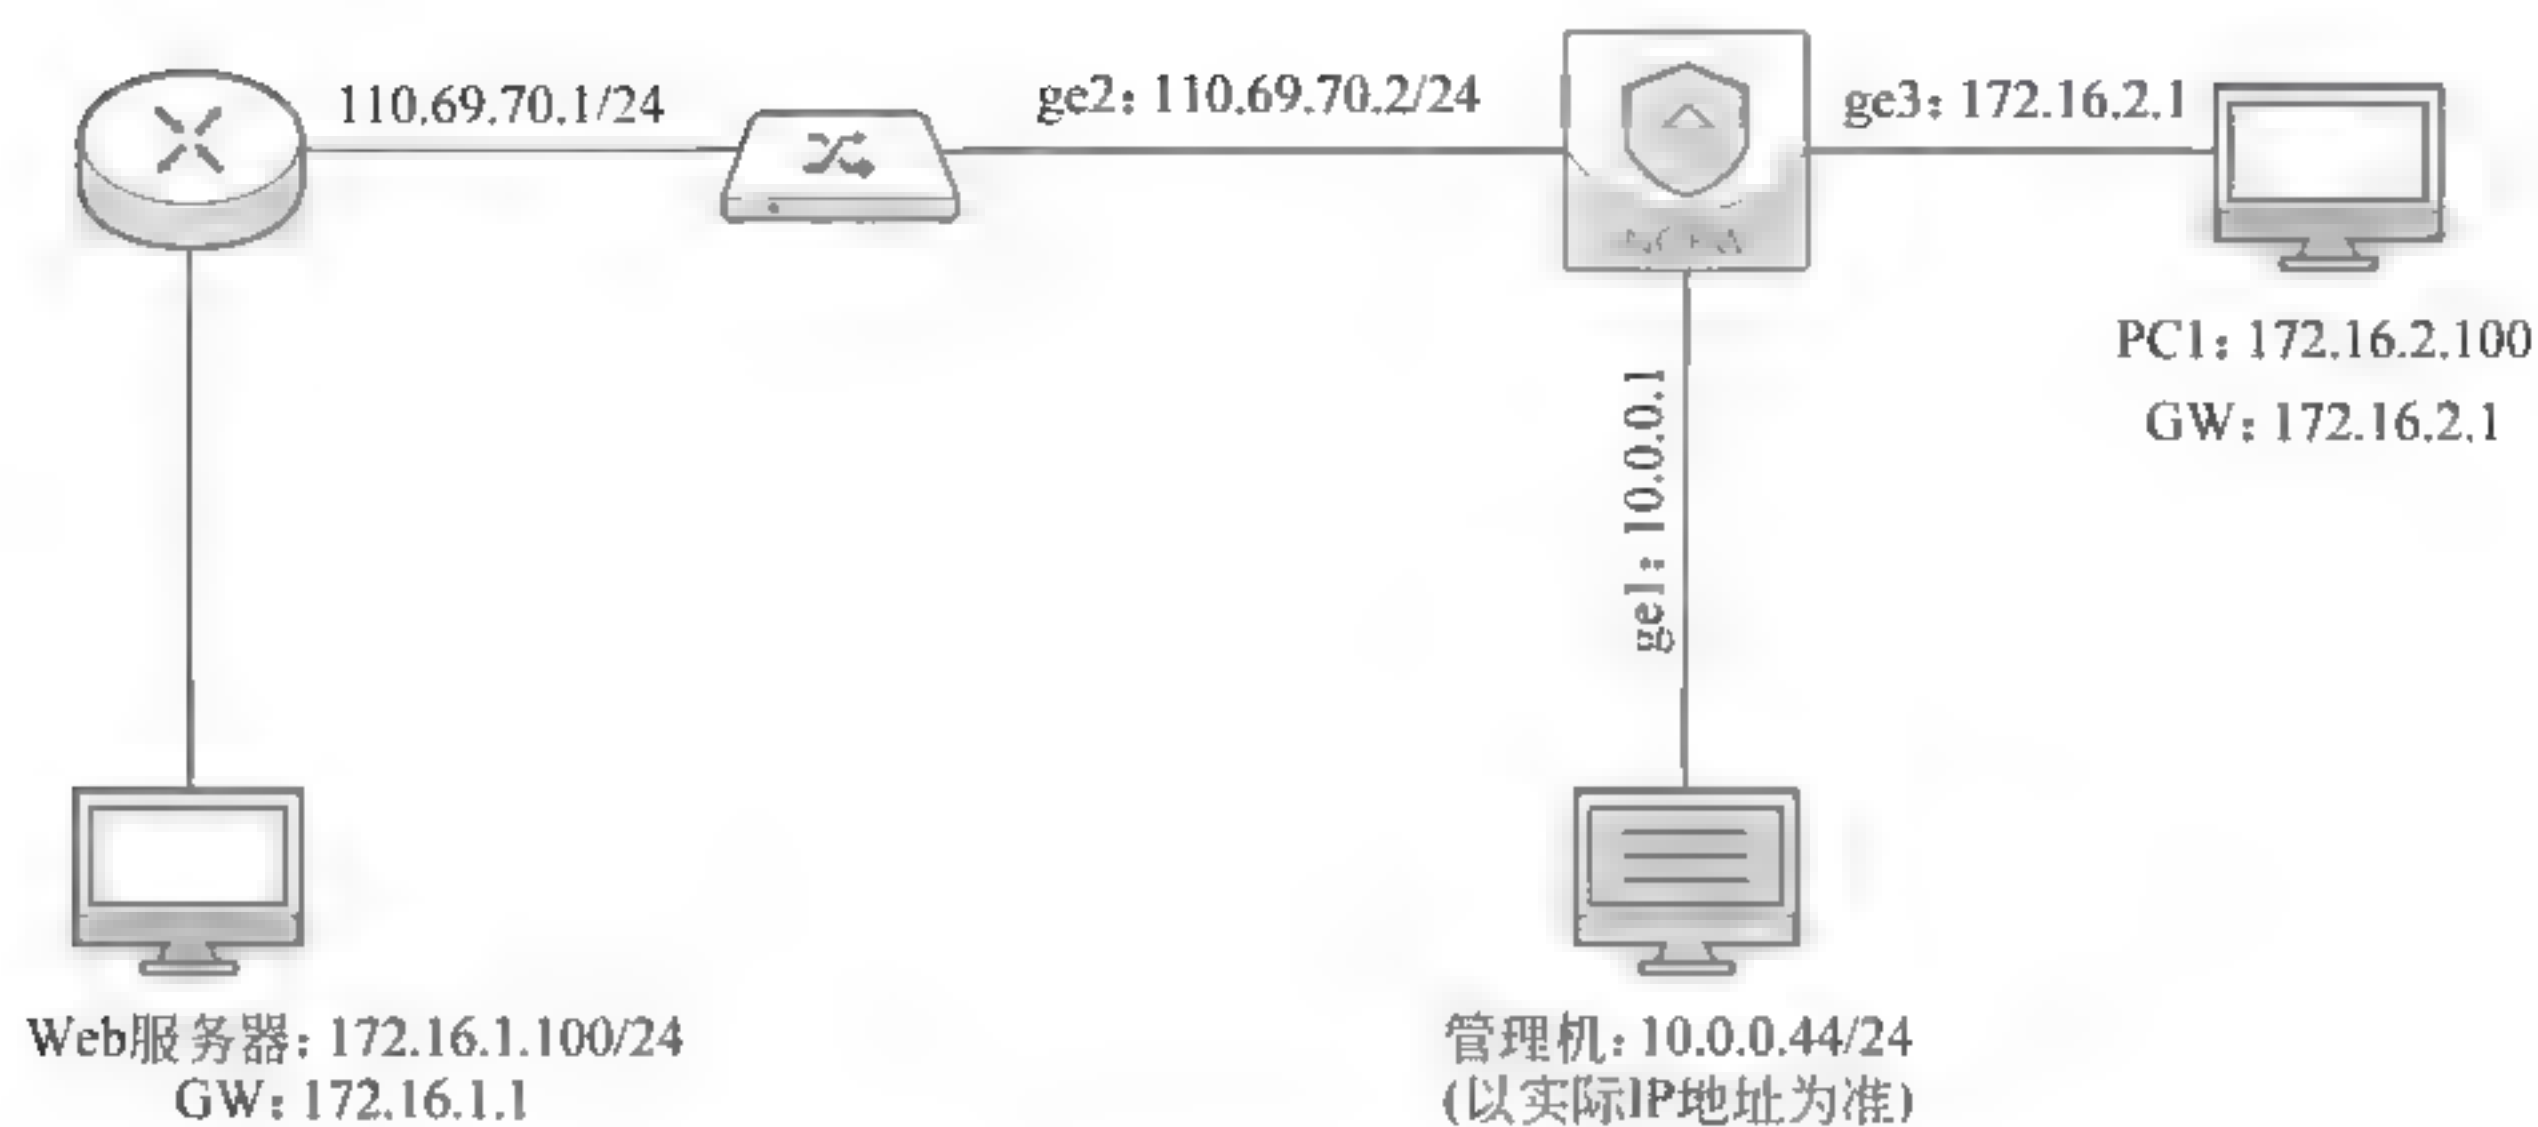 110.69.70.1/24
ge2: 110.69.70.2/24
ge3: 172.16.2.1
PC1: 172.16.2.100
GW: 172.16.2.1
ge1: 10.0.0.1
Web服务器: 172.16.1.100/24
GW: 172.16.1.1
管理机: 10.0.0.44/24
(以实际IP地址为准)